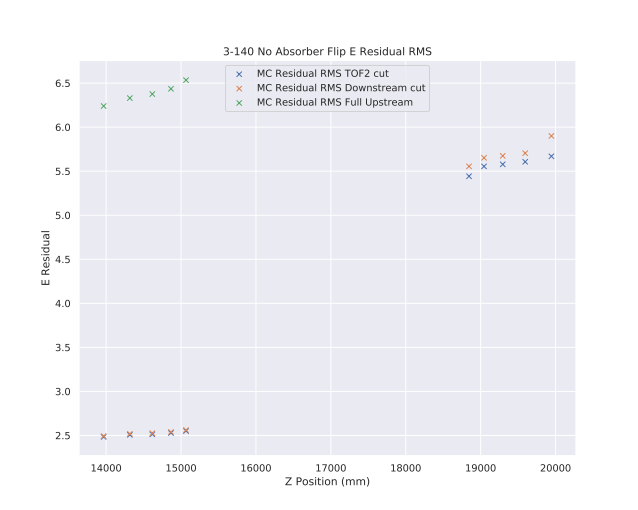 3-140 No Absorber Flip E Residual RMS
MC Residual RMS TOF2 cut
MC Residual RMS Downstream cut
MC Residual RMS Full Upstream
E Residual
6.5
6.0
5.5
5.0
4.5
4.0
3.5
3.0
2.5
14000 15000 16000 17000 18000 19000 20000
Z Position (mm)